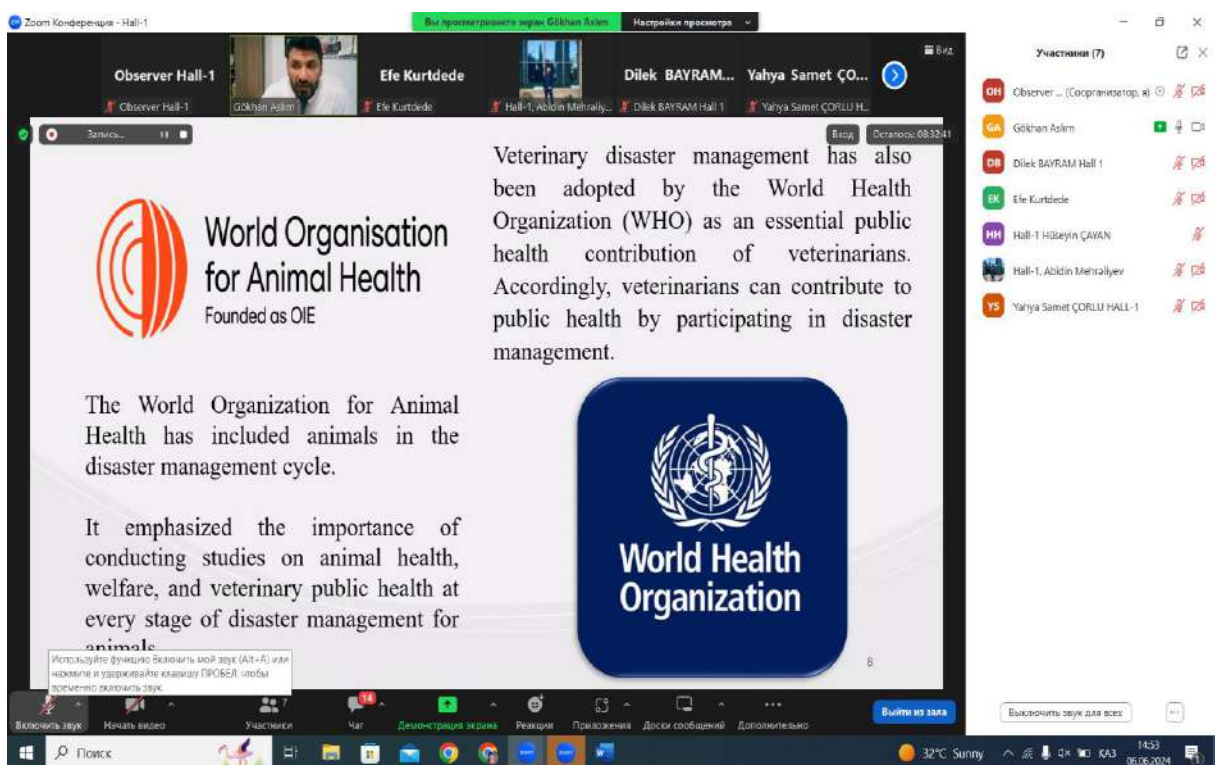 Zoom Конференция - Hall-1
Вы просматриваете экран Gökhan Aslım
Настройки просмотра
Observer Hall-1
Efe Kurtdede
Dilek BAYRAM...
Yahya Samet ÇO...
Вид
Observer Hall-1
Gökhan Aslım
Efe Kurtdede
Hall-1, Abidin Mehraliy...
Dilek BAYRAM Hall 1
Yahya Samet ÇORLU H...
Запись...
Вход
Осталось: 08:32:41
World Organisation
for Animal Health
Founded as OIE
The World Organization for Animal
Health has included animals in the
disaster management cycle.
It emphasized the importance of
conducting studies on animal health,
welfare, and veterinary public health at
every stage of disaster management for
animals
Veterinary disaster management has also
been adopted by the World Health
Organization (WHO) as an essential public
health contribution of veterinarians.
Accordingly, veterinarians can contribute to
public health by participating in disaster
management.
World Health
Organization
8
Используйте функцию Включить мой звук (Alt+A) или
нажмите и удерживайте клавишу ПРОБЕЛ, чтобы
временно включить звук.
Участники (7)
OH Observer ... (Соорганизатор, я)
GA Gökhan Aslım
DB Dilek BAYRAM Hall 1
EK Efe Kurtdede
HH Hall-1 Hüseyin ÇAYAN
Hall-1, Abidin Mehraliyev
YS Yahya Samet ÇORLU HALL-1
Включить звук
Начать видео
7
Участники
14
Чат
Демонстрация экрана
Реакции
Приложения
Доски сообщений
Дополнительно
Выйти из зала
Выключить звук для всех
Поиск
32°C Sunny
ҚАЗ
14:53
06.06.2024